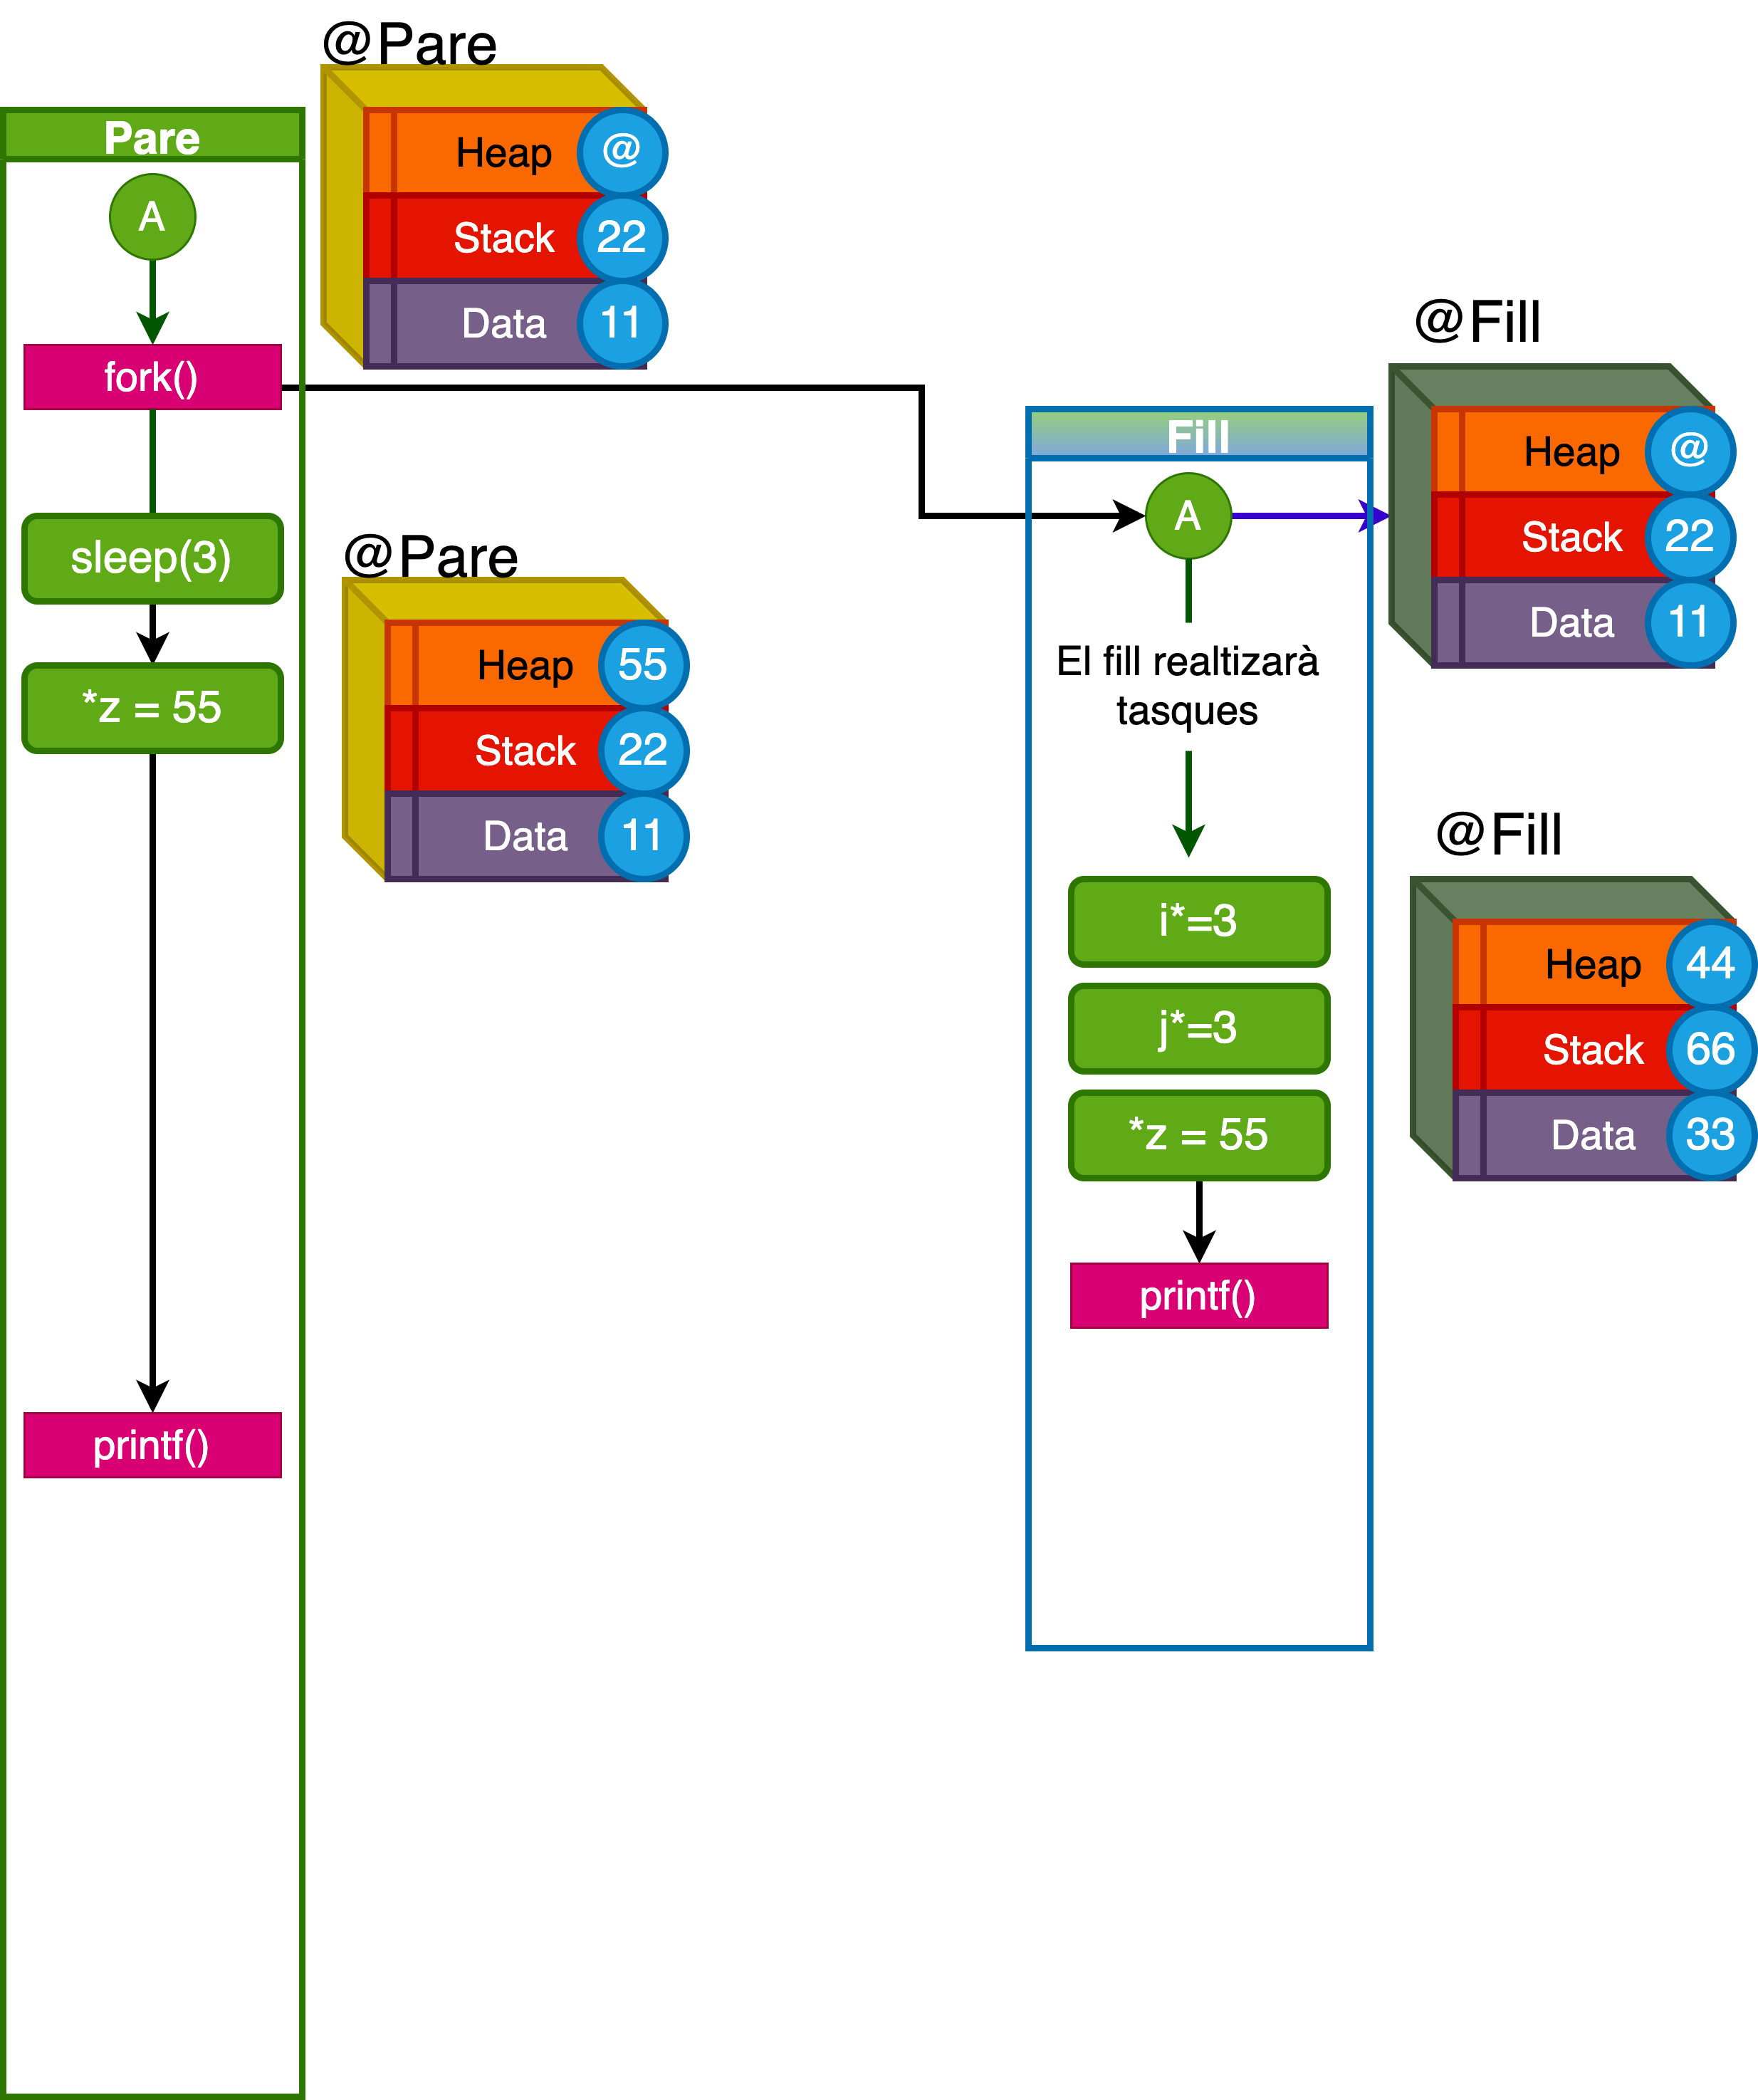 @Pare
Pare
A
Heap @
Stack 22
Data 11
fork()
sleep(3)
*z = 55
printf()
@Pare
Heap 55
Stack 22
Data 11
Fill
A
El fill realtizarà
tasques
i*=3
j*=3
*z = 55
printf()
@Fill
Heap @
Stack 22
Data 11
@Fill
Heap 44
Stack 66
Data 33